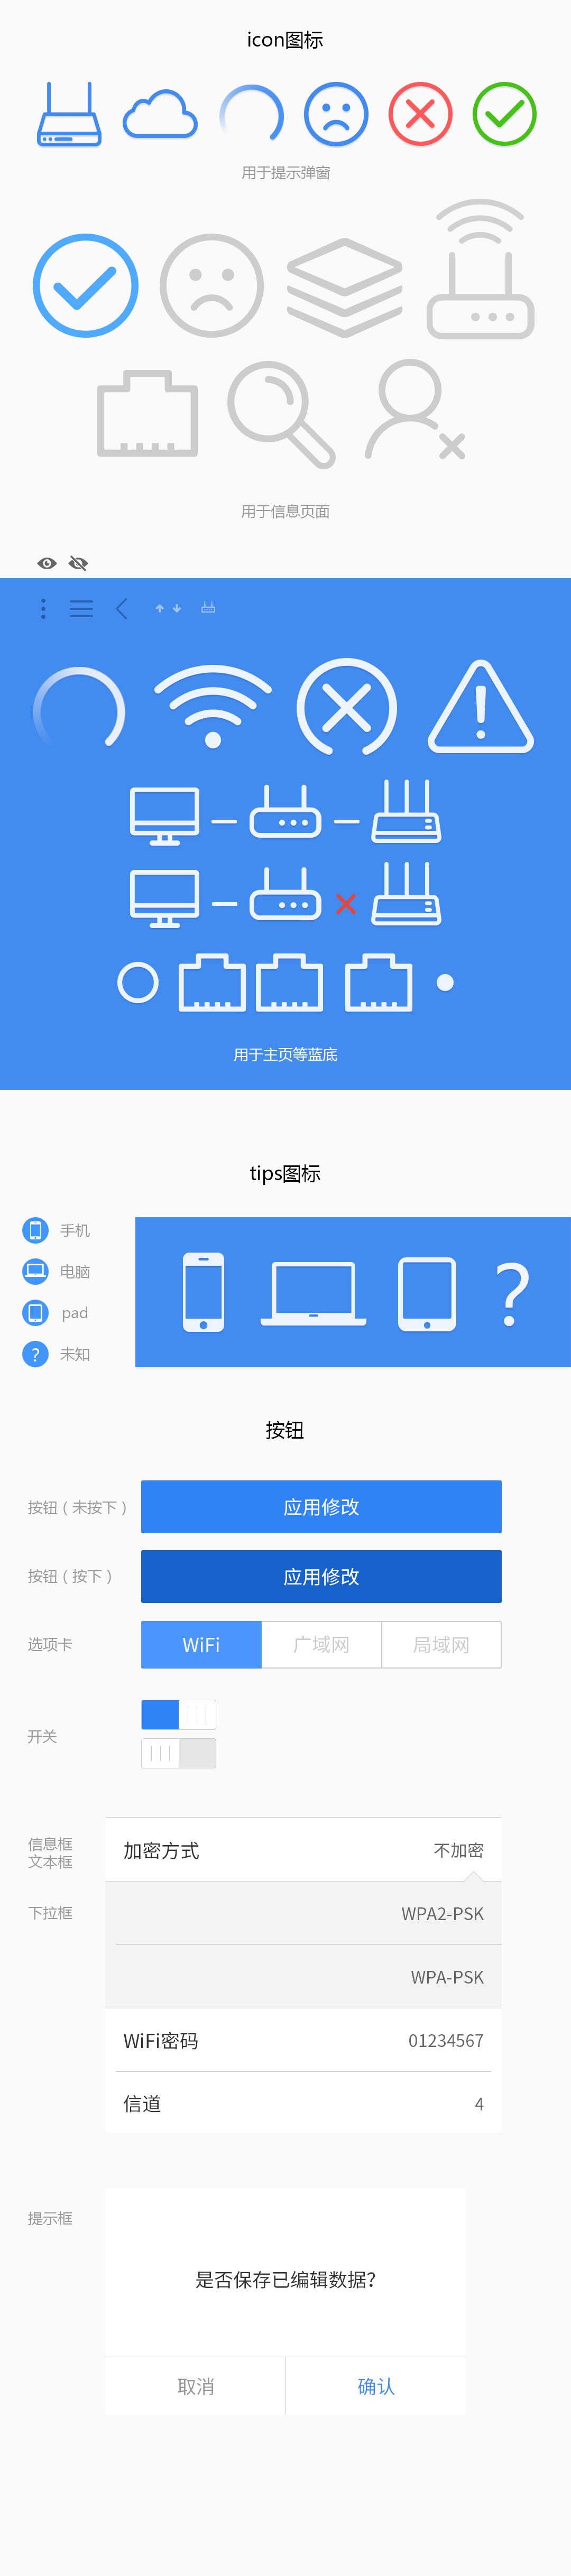 icon图标
用于提示弹窗
用于信息页面
用于主页等蓝底
tips图标
手机
电脑
pad
? 未知
?
按钮
按钮（未按下） 应用修改
按钮（按下） 应用修改
选项卡 WiFi 广域网 局域网
开关
信息框
文本框
加密方式 不加密
下拉框 WPA2-PSK
WPA-PSK
WiFi密码 01234567
信道 4
提示框
是否保存已编辑数据?
取消 确认